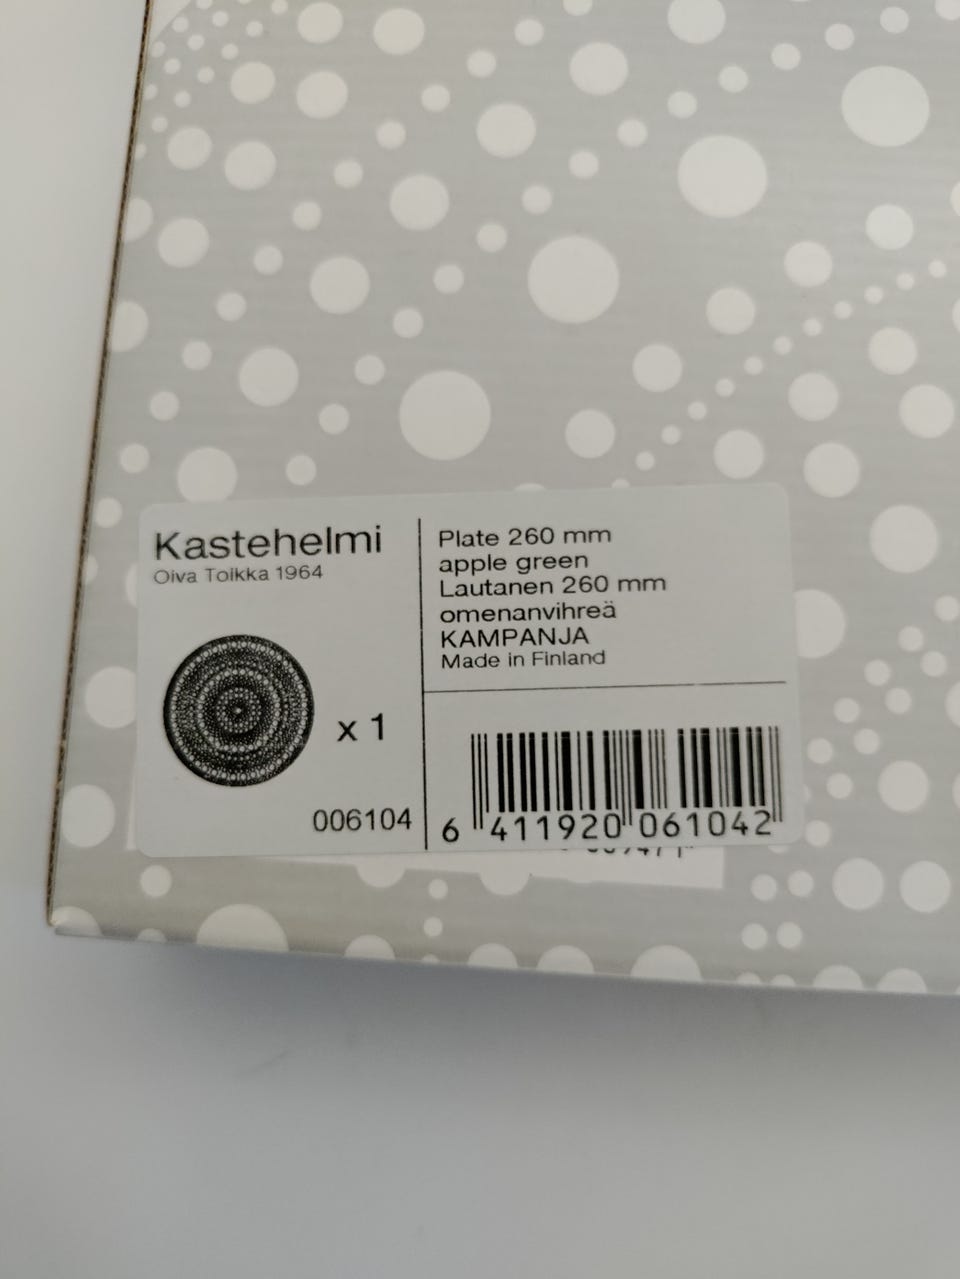 Kastehelmi
Oiva Toikka 1964
x 1
006104
Plate 260 mm
apple green
Lautanen 260 mm
omenanvihreä
KAMPANJA
Made in Finland
6 411920 061042